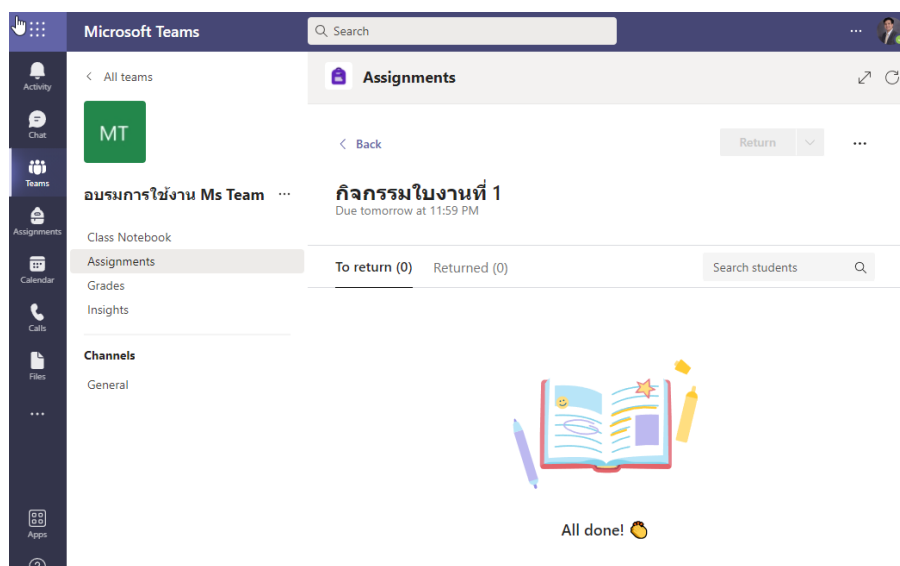 Microsoft Teams
Search
...
Activity
Chat
Teams
Assignments
Calendar
Calls
Files
...
Apps
All teams
MT
อบรมการใช้งาน Ms Team ...
Class Notebook
Assignments
Grades
Insights
Channels
General
Assignments
Back
Return
...
กิจกรรมใบงานที่ 1
Due tomorrow at 11:59 PM
To return (0) Returned (0)
Search students
All done!